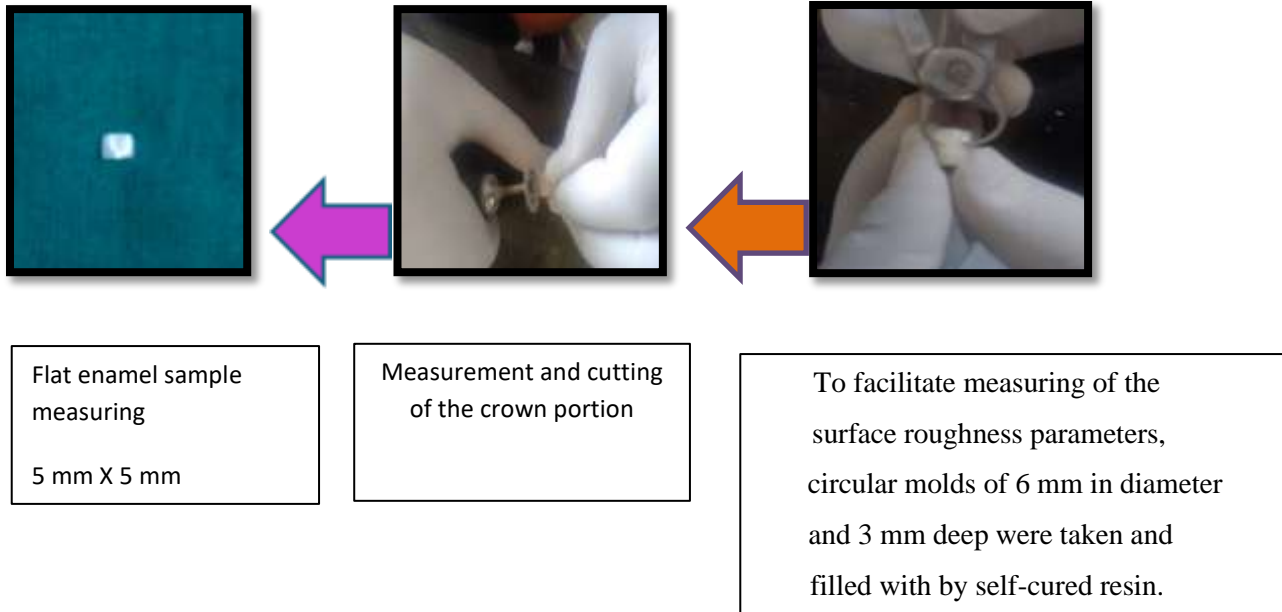 Flat enamel sample
measuring
5 mm X 5 mm
Measurement and cutting
of the crown portion
To facilitate measuring of the
surface roughness parameters,
circular molds of 6 mm in diameter
and 3 mm deep were taken and
filled with by self-cured resin.